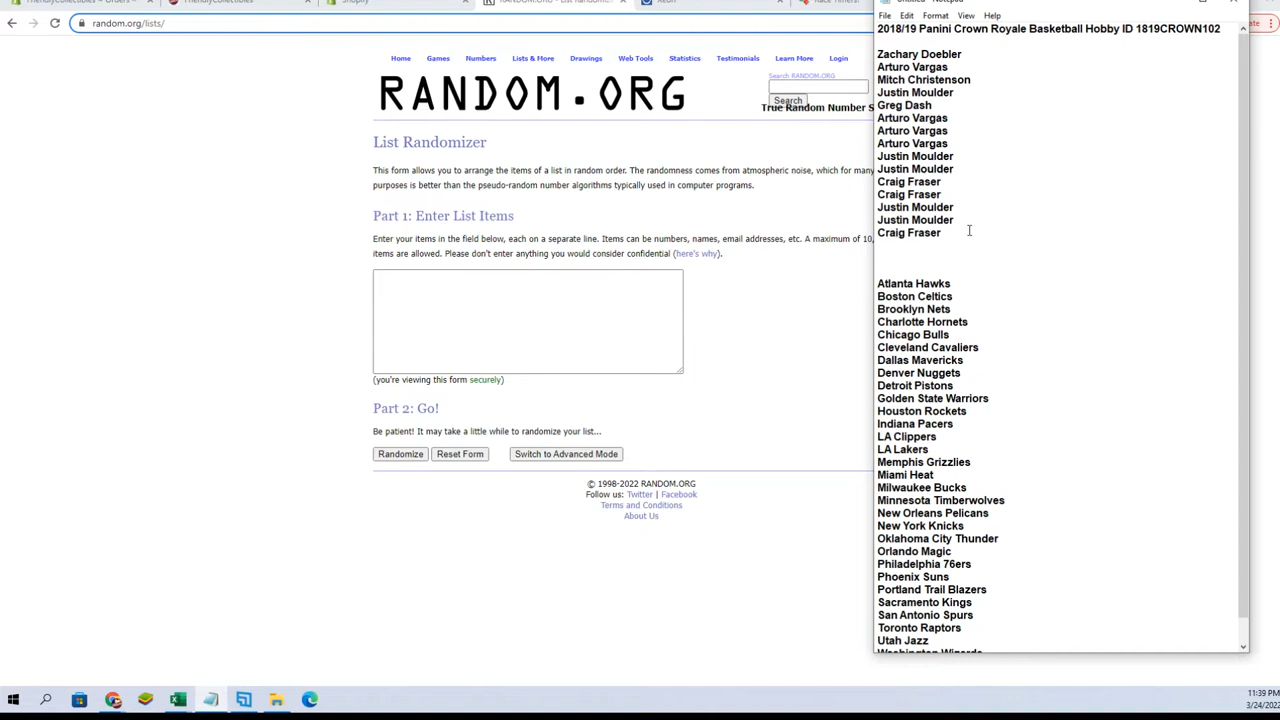 Shopify
File Edit Format View Help
random.org/lists/
2018/19 Panini Crown Royale Basketball Hobby ID 1819CROWN102
Home Games Numbers Lists & More Drawings Web Tools Statistics Testimonials Learn More Login
RANDOM.ORG
Search RANDOM.ORG
Search
True Random Number S
List Randomizer
This form allows you to arrange the items of a list in random order. The randomness comes from atmospheric noise, which for many
purposes is better than the pseudo-random number algorithms typically used in computer programs.
Part 1: Enter List Items
Enter your items in the field below, each on a separate line. Items can be numbers, names, email addresses, etc. A maximum of 10,
items are allowed. Please don't enter anything you would consider confidential (here's why).
(you're viewing this form securely)
Part 2: Go!
Be patient! It may take a little while to randomize your list...
Randomize Reset Form Switch to Advanced Mode
© 1998-2022 RANDOM.ORG
Follow us: Twitter | Facebook
Terms and Conditions
About Us
Zachary Doebler
Arturo Vargas
Mitch Christenson
Justin Moulder
Greg Dash
Arturo Vargas
Arturo Vargas
Arturo Vargas
Justin Moulder
Justin Moulder
Craig Fraser
Craig Fraser
Justin Moulder
Justin Moulder
Craig Fraser
Atlanta Hawks
Boston Celtics
Brooklyn Nets
Charlotte Hornets
Chicago Bulls
Cleveland Cavaliers
Dallas Mavericks
Denver Nuggets
Detroit Pistons
Golden State Warriors
Houston Rockets
Indiana Pacers
LA Clippers
LA Lakers
Memphis Grizzlies
Miami Heat
Milwaukee Bucks
Minnesota Timberwolves
New Orleans Pelicans
New York Knicks
Oklahoma City Thunder
Orlando Magic
Philadelphia 76ers
Phoenix Suns
Portland Trail Blazers
Sacramento Kings
San Antonio Spurs
Toronto Raptors
Utah Jazz
Washington Wizards
11:39 PM
3/24/2022